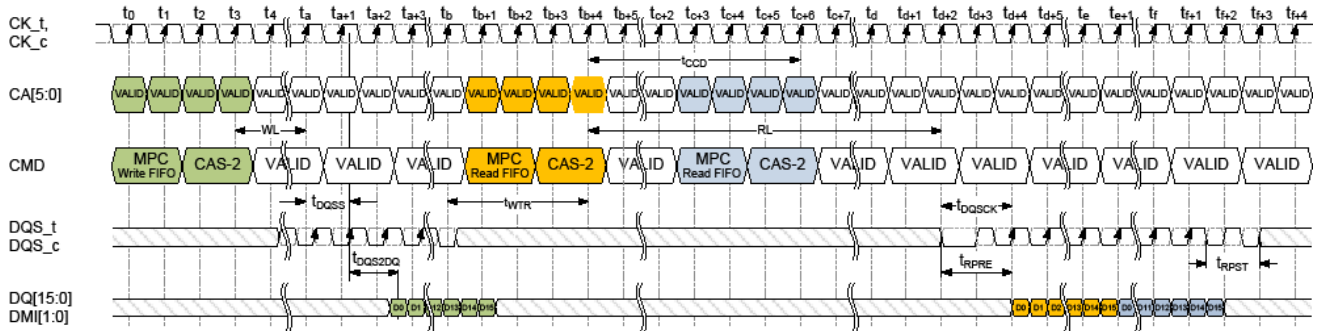 CK_t,
CK_c
t0 t1 t2 t3 t4 ta ta+1 ta+2 ta+3 tb tb+1 tb+2 tb+3 tb+4 tb+5 tc+2 tc+3 tc+4 tc+5 tc+6 tc+7 td td+1 td+2 td+3 td+4 td+5 te te+1 tf tf+1 tf+2 tf+3 tf+4
tCCD
CA[5:0] VALID VALID VALID VALID VALID VALID VALID VALID VALID VALID VALID VALID VALID VALID VALID VALID VALID VALID VALID VALID VALID VALID VALID VALID VALID VALID VALID VALID VALID VALID VALID VALID VALID VALID
WL RL
CMD MPC Write FIFO CAS-2 VALID VALID VALID MPC Read FIFO CAS-2 VALID MPC Read FIFO CAS-2 VALID VALID VALID VALID VALID VALID VALID
tDQSS tWTR tDQSCK
DQS_t
DQS_c
tDQS2DQ tRPRE tRPST
DQ[15:0]
DMI[1:0]
D0 D1 D12 D13 D14 D15 D0 D1 D2 D13 D14 D15 D0 D11 D12 D13 D14 D15